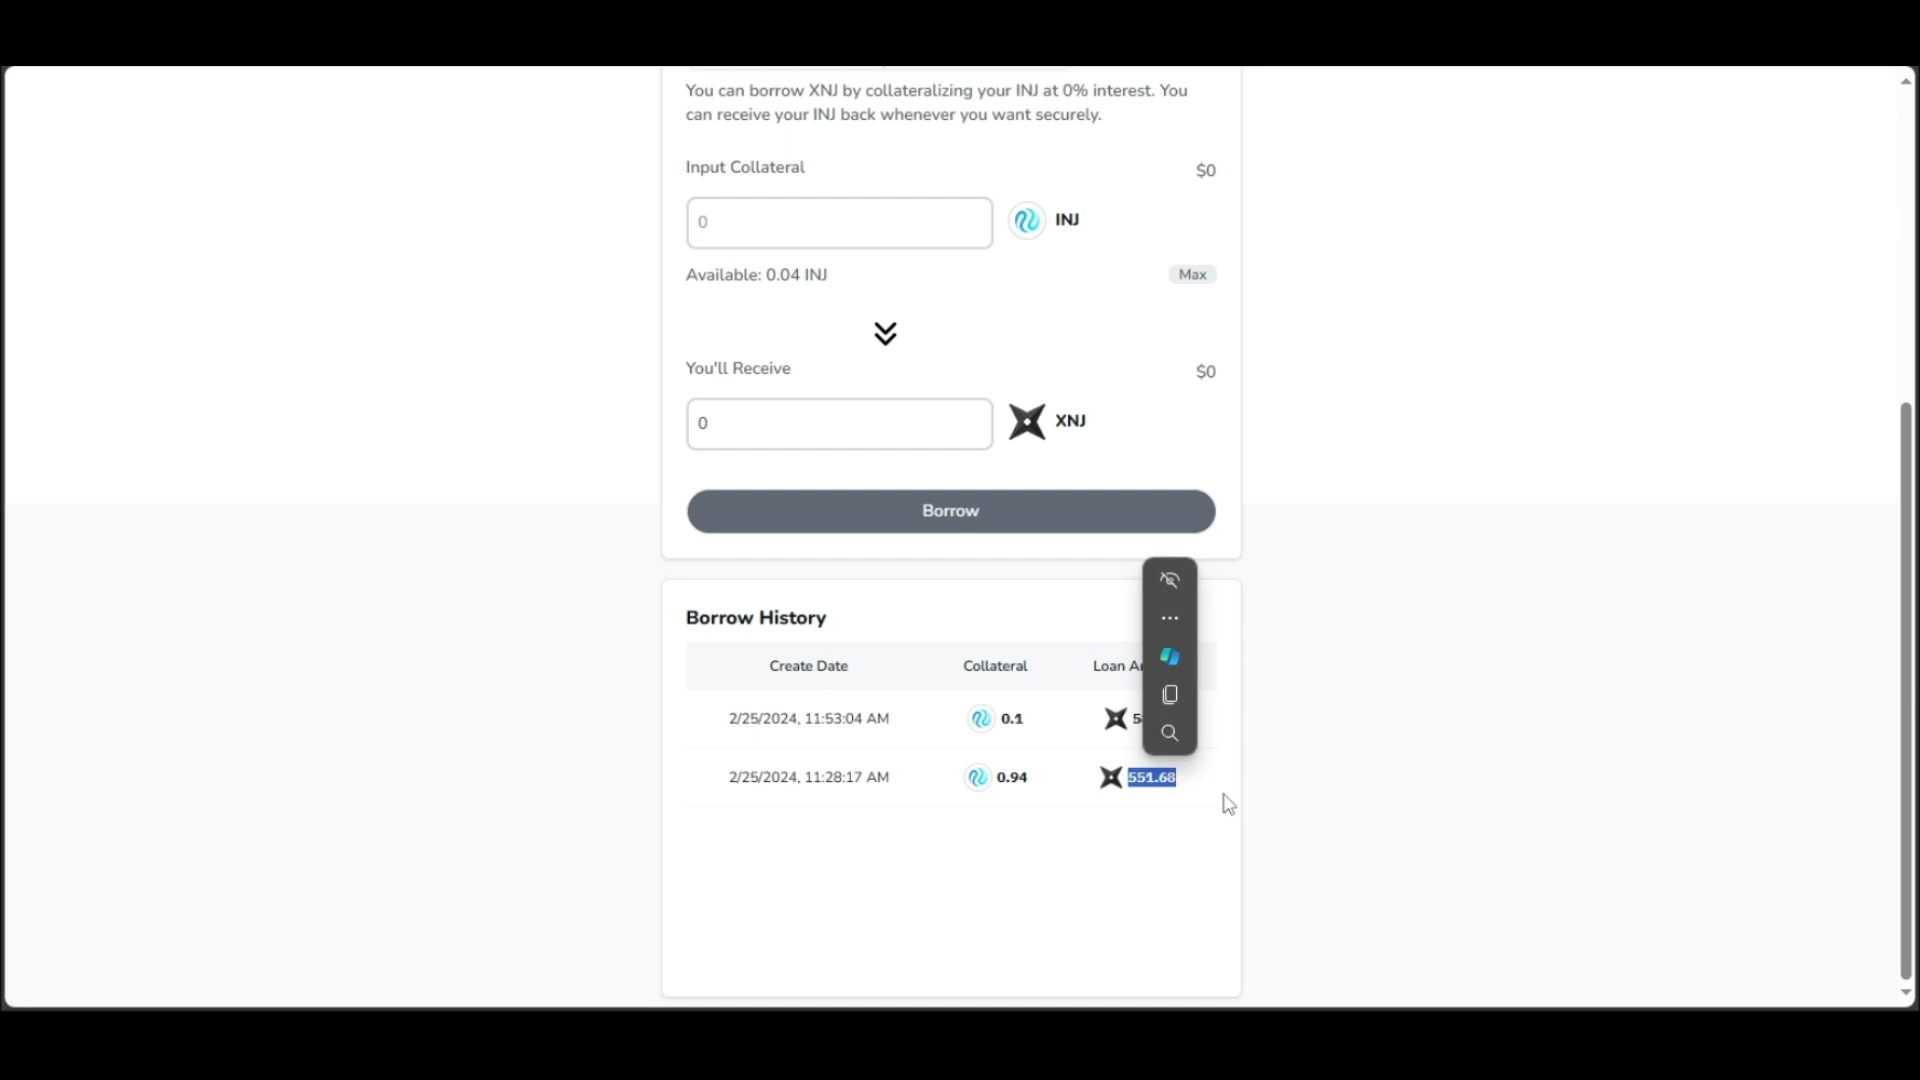 You can borrow XNJ by collateralizing your INJ at 0% interest. You
can receive your INJ back whenever you want securely.
Input Collateral
$0
0
INJ
Available: 0.04 INJ
Max
You'll Receive
$0
0
XNJ
Borrow
Borrow History
Create Date Collateral Loan
2/25/2024, 11:53:04 AM 0.1
2/25/2024, 11:28:17 AM 0.94 551.68